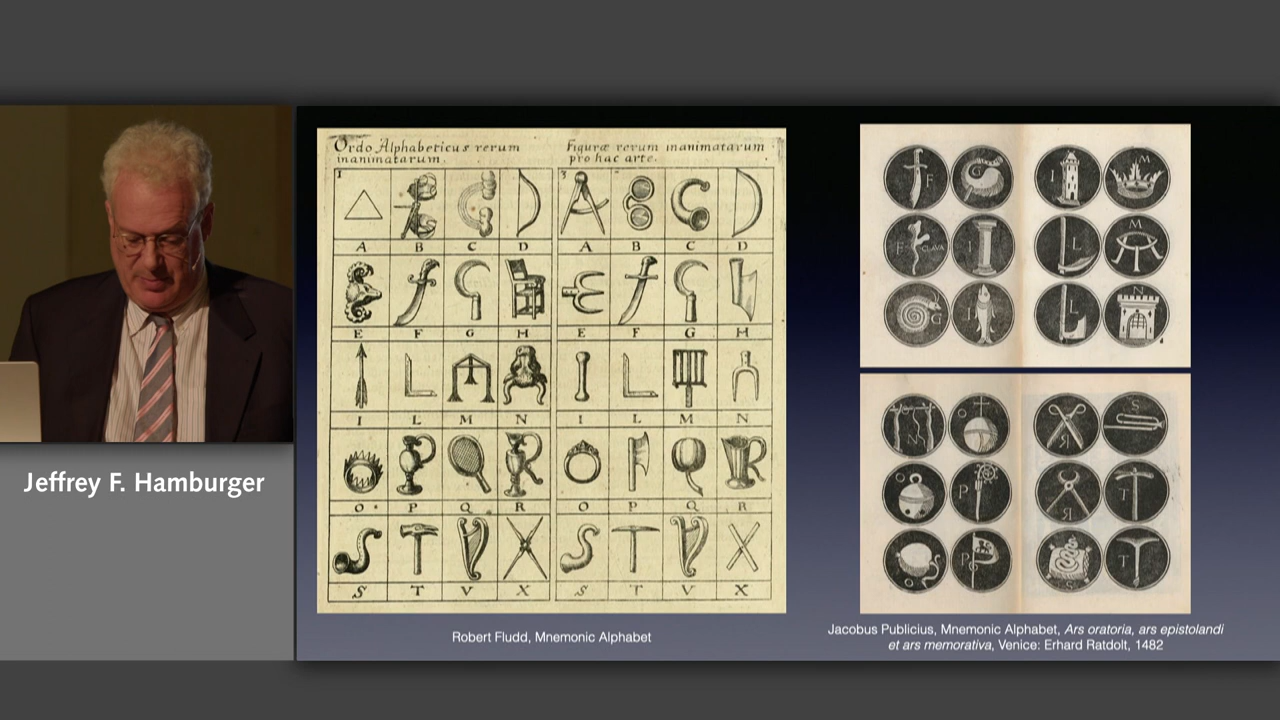 Jeffrey F. Hamburger
Ordo Alphabeticus rerum
inanimatarum.
Figuræ rerum inanimatarum
pro hac arte.
1
3
A B C D A B C D
E F G H E F G H
I L M N I L M N
O P Q R O P Q R
S T V X S T V X
Robert Fludd, Mnemonic Alphabet
F I M
F CLAVA I L M
G I L N
N O R S
O P R T
O P T
Jacobus Publicius, Mnemonic Alphabet, Ars oratoria, ars epistolandi
et ars memorativa, Venice: Erhard Ratdolt, 1482